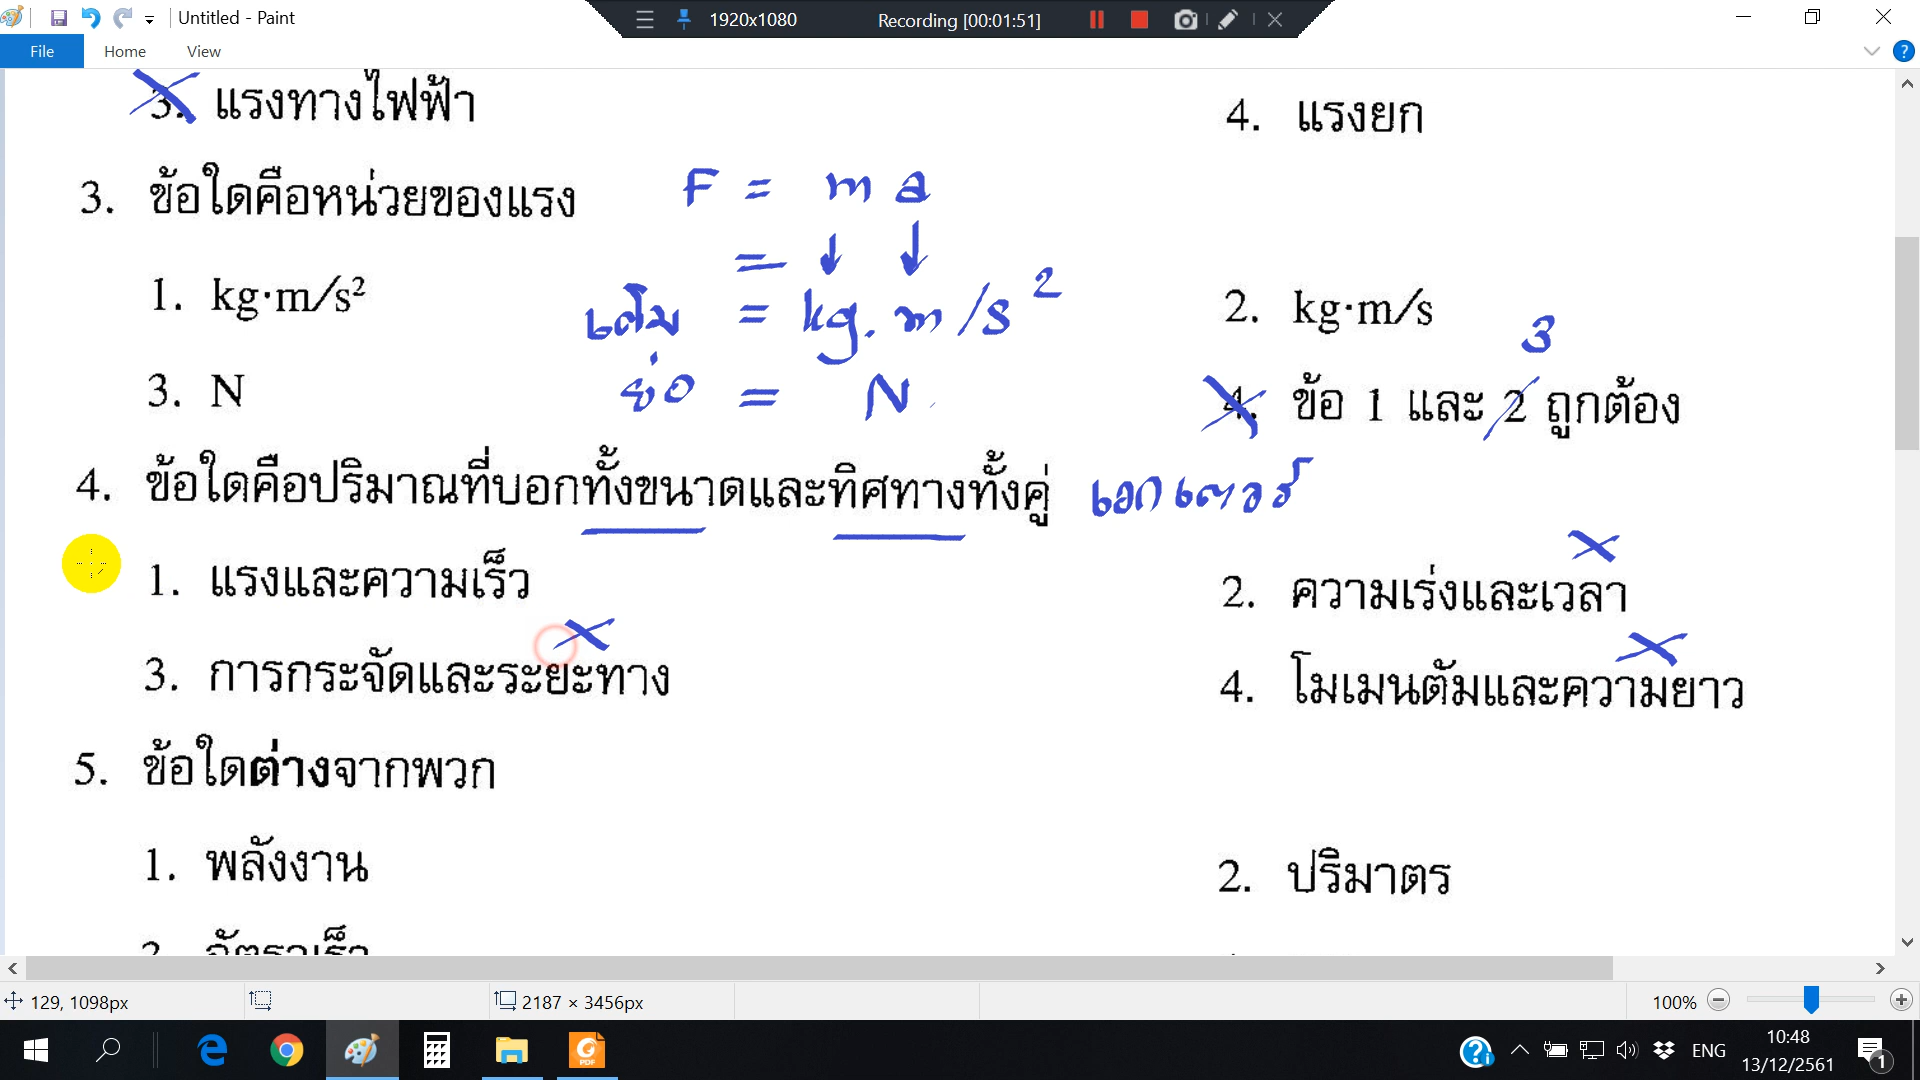 Untitled - Paint
1920x1080
Recording [00:01:51]
File
Home
View
3. แรงทางไฟฟ้า
4. แรงยก
3. ข้อใดคือหน่วยของแรง
F = m a
=
1. kg·m/s²
เต็ม = kg. m/s²
2. kg·m/s
3. N
ย่อ = N
3
4. ข้อ 1 และ 2 ถูกต้อง
4. ข้อใดคือปริมาณที่บอกทั้งขนาดและทิศทางทั้งคู่
เวกเตอร์
1. แรงและความเร็ว
2. ความเร่งและเวลา
3. การกระจัดและระยะทาง
4. โมเมนตัมและความยาว
5. ข้อใดต่างจากพวก
1. พลังงาน
2. ปริมาตร
129, 1098px
2187 × 3456px
100%
ENG
10:48
13/12/2561
1
PDF